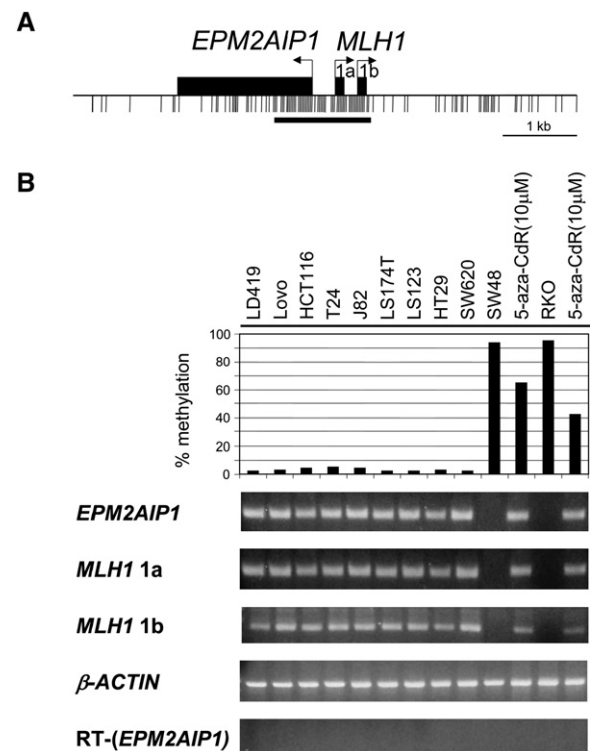 A
EPM2AIP1 MLH1
1a 1b
1 kb
B
LD419
Lovo
HCT116
T24
J82
LS174T
LS123
HT29
SW620
SW48
5-aza-CdR(10μM)
RKO
5-aza-CdR(10μM)
% methylation
100
80
60
40
20
0
EPM2AIP1
MLH1 1a
MLH1 1b
β-ACTIN
RT-(EPM2AIP1)